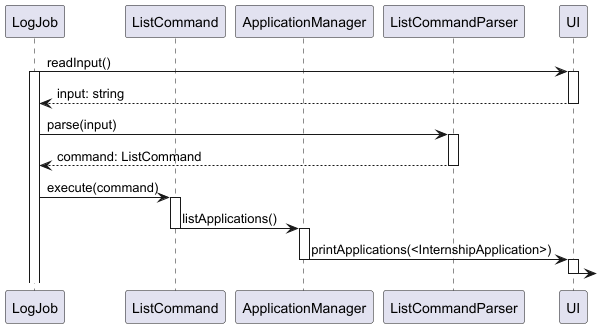 LogJob ListCommand ApplicationManager ListCommandParser UI
readInput()
input: string
parse(input)
command: ListCommand
execute(command)
listApplications()
printApplications(<InternshipApplication>)
LogJob ListCommand ApplicationManager ListCommandParser UI